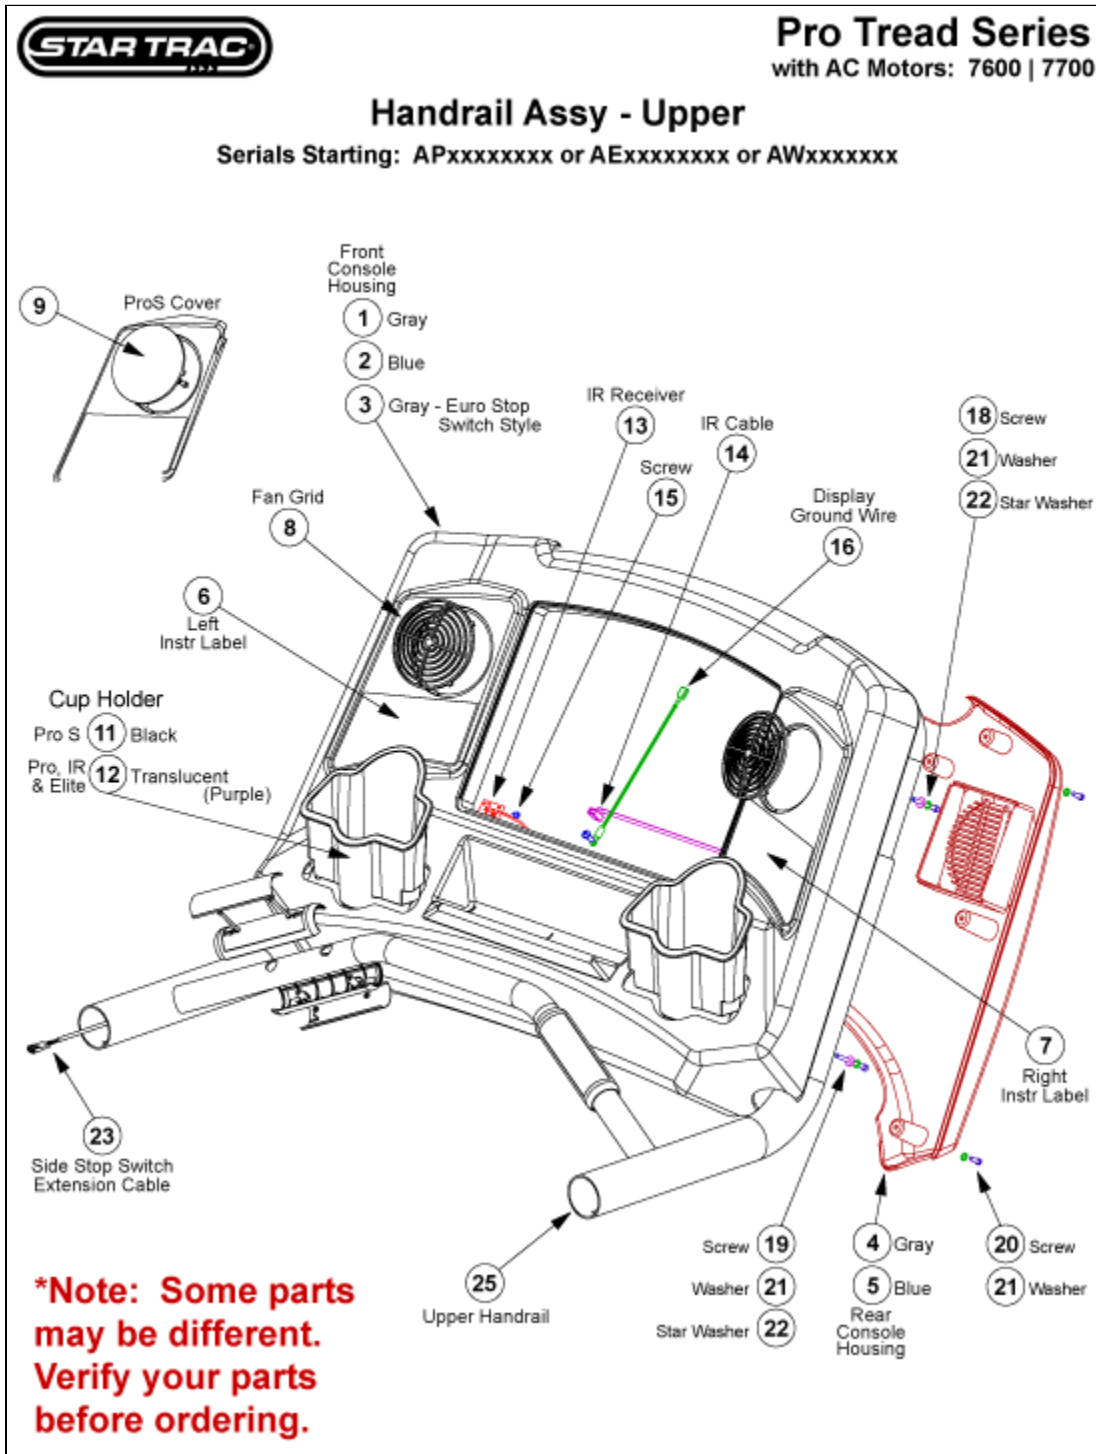 STAR TRAC
Pro Tread Series
with AC Motors: 7600 | 7700
Handrail Assy - Upper
Serials Starting: APxxxxxxxx or AExxxxxxxx or AWxxxxxxx
Front
Console
Housing
1 Gray
2 Blue
3 Gray - Euro Stop
Switch Style
9
ProS Cover
IR Receiver
13
Screw
15
IR Cable
14
Display
Ground Wire
16
18 Screw
21 Washer
22 Star Washer
Fan Grid
8
6
Left
Instr Label
Cup Holder
Pro S 11 Black
Pro, IR
& Elite 12 Translucent
(Purple)
7
Right
Instr Label
23
Side Stop Switch
Extension Cable
25
Upper Handrail
Screw 19
Washer 21
Star Washer 22
4 Gray
5 Blue
Rear
Console
Housing
20 Screw
21 Washer
*Note: Some parts
may be different.
Verify your parts
before ordering.